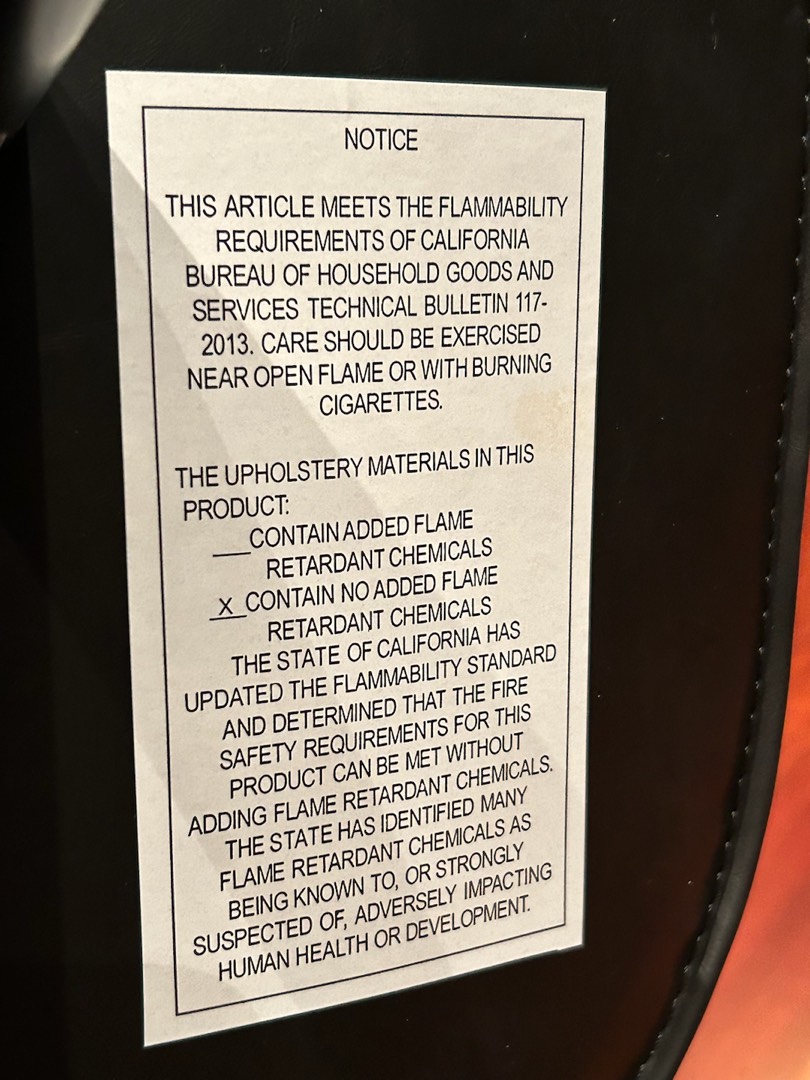 NOTICE
THIS ARTICLE MEETS THE FLAMMABILITY
REQUIREMENTS OF CALIFORNIA
BUREAU OF HOUSEHOLD GOODS AND
SERVICES TECHNICAL BULLETIN 117-
2013. CARE SHOULD BE EXERCISED
NEAR OPEN FLAME OR WITH BURNING
CIGARETTES.
THE UPHOLSTERY MATERIALS IN THIS
PRODUCT:
___CONTAIN ADDED FLAME
RETARDANT CHEMICALS
_X_CONTAIN NO ADDED FLAME
RETARDANT CHEMICALS
THE STATE OF CALIFORNIA HAS
UPDATED THE FLAMMABILITY STANDARD
AND DETERMINED THAT THE FIRE
SAFETY REQUIREMENTS FOR THIS
PRODUCT CAN BE MET WITHOUT
ADDING FLAME RETARDANT CHEMICALS.
THE STATE HAS IDENTIFIED MANY
FLAME RETARDANT CHEMICALS AS
BEING KNOWN TO, OR STRONGLY
SUSPECTED OF, ADVERSELY IMPACTING
HUMAN HEALTH OR DEVELOPMENT.